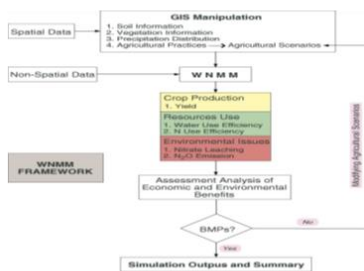 GIS Manipulation
Spatial Data
1. Soil Information
2. Vegetation Information
3. Precipitation Distribution
4. Agricultural Practices → Agricultural Scenarios
Non-Spatial Data
WNMM
Crop Production
1. Yield
Resources Use
1. Water Use Efficiency
2. N Use Efficiency
Environmental Issues
1. Nitrate Leaching
2. N₂O Emission
WNMM
FRAMEWORK
Assessment Analysis of
Economic and Environmental
Benefits
Modifying Agricultural Scenarios
BMPs?
No
Yes
Simulation Outpus and Summary